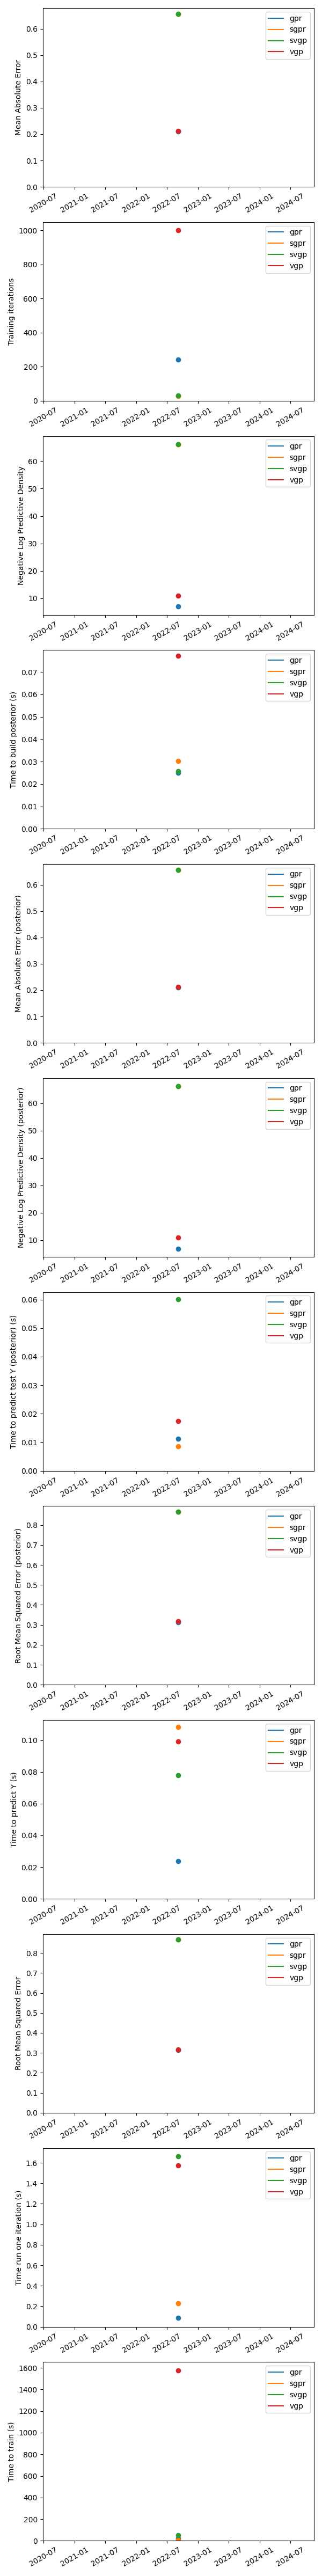 Mean Absolute Error
0.6
0.5
0.4
0.3
0.2
0.1
0.0
gpr
sgpr
svgp
vgp
2020-07 2021-01 2021-07 2022-01 2022-07 2023-01 2023-07 2024-01 2024-07
Training iterations
1000
800
600
400
200
0
gpr
sgpr
svgp
vgp
2020-07 2021-01 2021-07 2022-01 2022-07 2023-01 2023-07 2024-01 2024-07
Negative Log Predictive Density
60
50
40
30
20
10
gpr
sgpr
svgp
vgp
2020-07 2021-01 2021-07 2022-01 2022-07 2023-01 2023-07 2024-01 2024-07
Time to build posterior (s)
0.07
0.06
0.05
0.04
0.03
0.02
0.01
0.00
gpr
sgpr
svgp
vgp
2020-07 2021-01 2021-07 2022-01 2022-07 2023-01 2023-07 2024-01 2024-07
Mean Absolute Error (posterior)
0.6
0.5
0.4
0.3
0.2
0.1
0.0
gpr
sgpr
svgp
vgp
2020-07 2021-01 2021-07 2022-01 2022-07 2023-01 2023-07 2024-01 2024-07
Negative Log Predictive Density (posterior)
60
50
40
30
20
10
gpr
sgpr
svgp
vgp
2020-07 2021-01 2021-07 2022-01 2022-07 2023-01 2023-07 2024-01 2024-07
Time to predict test Y (posterior) (s)
0.06
0.05
0.04
0.03
0.02
0.01
0.00
gpr
sgpr
svgp
vgp
2020-07 2021-01 2021-07 2022-01 2022-07 2023-01 2023-07 2024-01 2024-07
Root Mean Squared Error (posterior)
0.8
0.7
0.6
0.5
0.4
0.3
0.2
0.1
0.0
gpr
sgpr
svgp
vgp
2020-07 2021-01 2021-07 2022-01 2022-07 2023-01 2023-07 2024-01 2024-07
Time to predict Y (s)
0.10
0.08
0.06
0.04
0.02
0.00
gpr
sgpr
svgp
vgp
2020-07 2021-01 2021-07 2022-01 2022-07 2023-01 2023-07 2024-01 2024-07
Root Mean Squared Error
0.8
0.7
0.6
0.5
0.4
0.3
0.2
0.1
0.0
gpr
sgpr
svgp
vgp
2020-07 2021-01 2021-07 2022-01 2022-07 2023-01 2023-07 2024-01 2024-07
Time run one iteration (s)
1.6
1.4
1.2
1.0
0.8
0.6
0.4
0.2
0.0
gpr
sgpr
svgp
vgp
2020-07 2021-01 2021-07 2022-01 2022-07 2023-01 2023-07 2024-01 2024-07
Time to train (s)
1600
1400
1200
1000
800
600
400
200
0
gpr
sgpr
svgp
vgp
2020-07 2021-01 2021-07 2022-01 2022-07 2023-01 2023-07 2024-01 2024-07